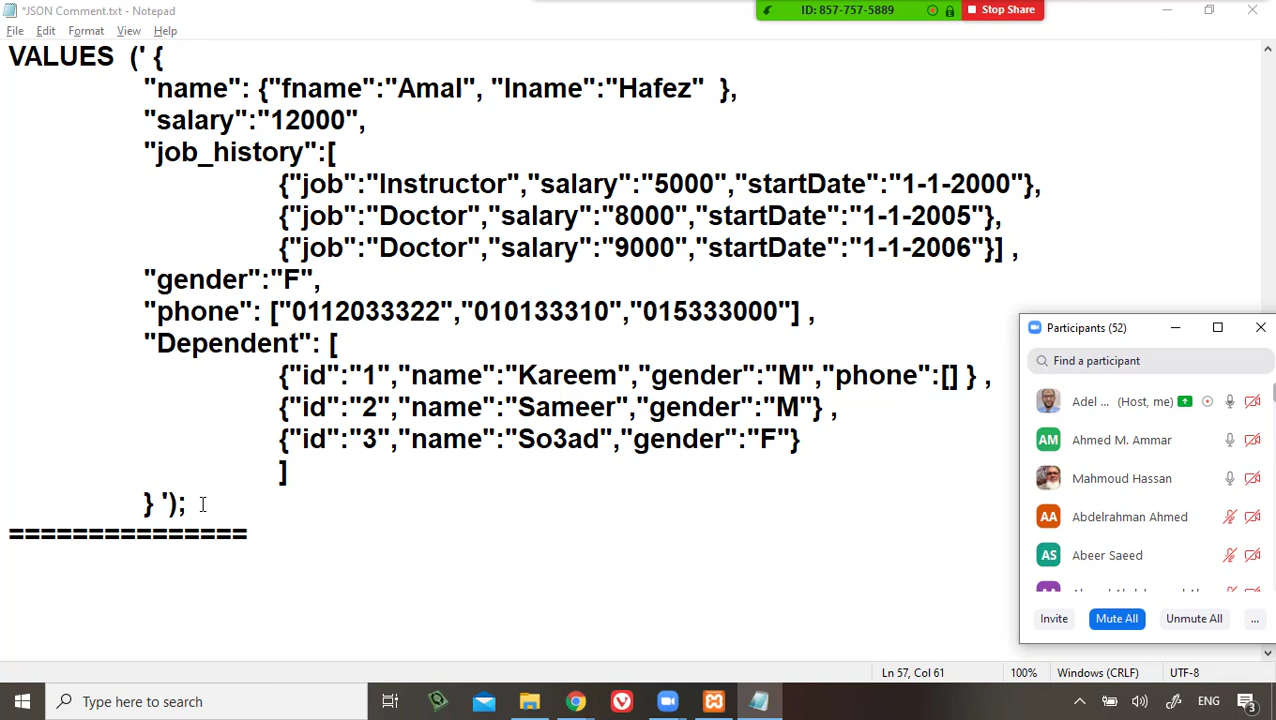 *JSON Comment.txt - Notepad
ID: 857-757-5889
Stop Share
File Edit Format View Help
VALUES (' {
"name": {"fname":"Amal", "lname":"Hafez" },
"salary":"12000",
"job_history":[
{"job":"Instructor","salary":"5000","startDate":"1-1-2000"},
{"job":"Doctor","salary":"8000","startDate":"1-1-2005"},
{"job":"Doctor","salary":"9000","startDate":"1-1-2006"}] ,
"gender":"F",
"phone": ["0112033322","010133310","015333000"] ,
"Dependent": [
{"id":"1","name":"Kareem","gender":"M","phone":[] } ,
{"id":"2","name":"Sameer","gender":"M"} ,
{"id":"3","name":"So3ad","gender":"F"}
]
} ');
===============
Participants (52)
Find a participant
Adel ... (Host, me)
AM Ahmed M. Ammar
Mahmoud Hassan
AA Abdelrahman Ahmed
AS Abeer Saeed
Invite Mute All Unmute All ...
Ln 57, Col 61 100% Windows (CRLF) UTF-8
Type here to search
ENG 3